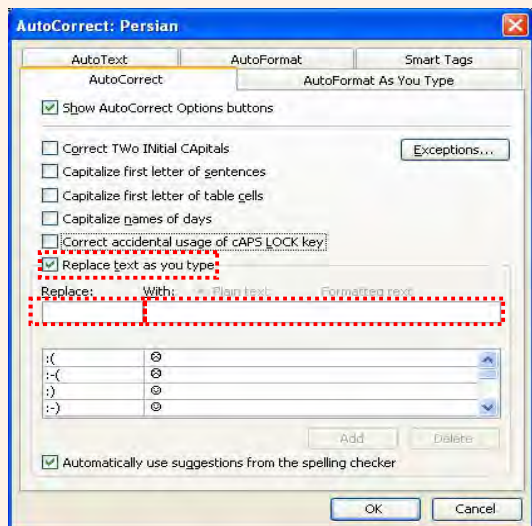 AutoCorrect: Persian
AutoText AutoFormat Smart Tags
AutoCorrect AutoFormat As You Type
Show AutoCorrect Options buttons
Correct TWo INitial CApitals Exceptions...
Capitalize first letter of sentences
Capitalize first letter of table cells
Capitalize names of days
Correct accidental usage of cAPS LOCK key
Replace text as you type
Replace: With: Plain text Formatted text
:( ☹
:-( ☹
:) ☺
:-) ☺
Add Delete
Automatically use suggestions from the spelling checker
OK Cancel